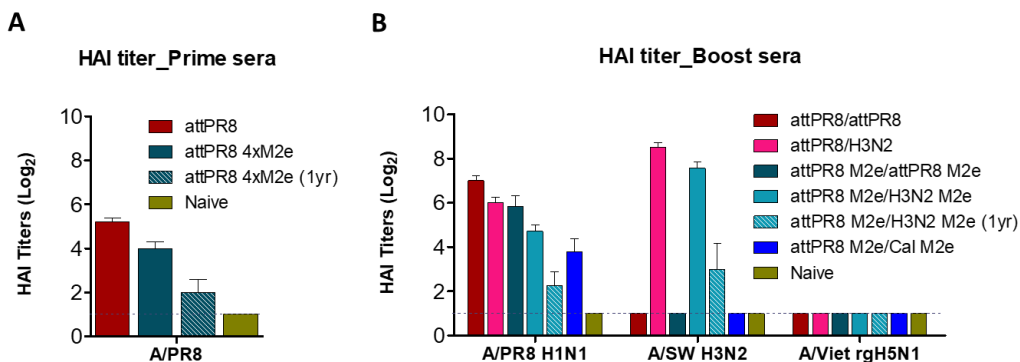 A
HAI titer_Prime sera
HAI Titers (Log2)
10
8
6
4
2
0
attPR8
attPR8 4xM2e
attPR8 4xM2e (1yr)
Naive
A/PR8
B
HAI titer_Boost sera
HAI Titers (Log2)
10
8
6
4
2
0
attPR8/attPR8
attPR8/H3N2
attPR8 M2e/attPR8 M2e
attPR8 M2e/H3N2 M2e
attPR8 M2e/H3N2 M2e (1yr)
attPR8 M2e/Cal M2e
Naive
A/PR8 H1N1
A/SW H3N2
A/Viet rgH5N1